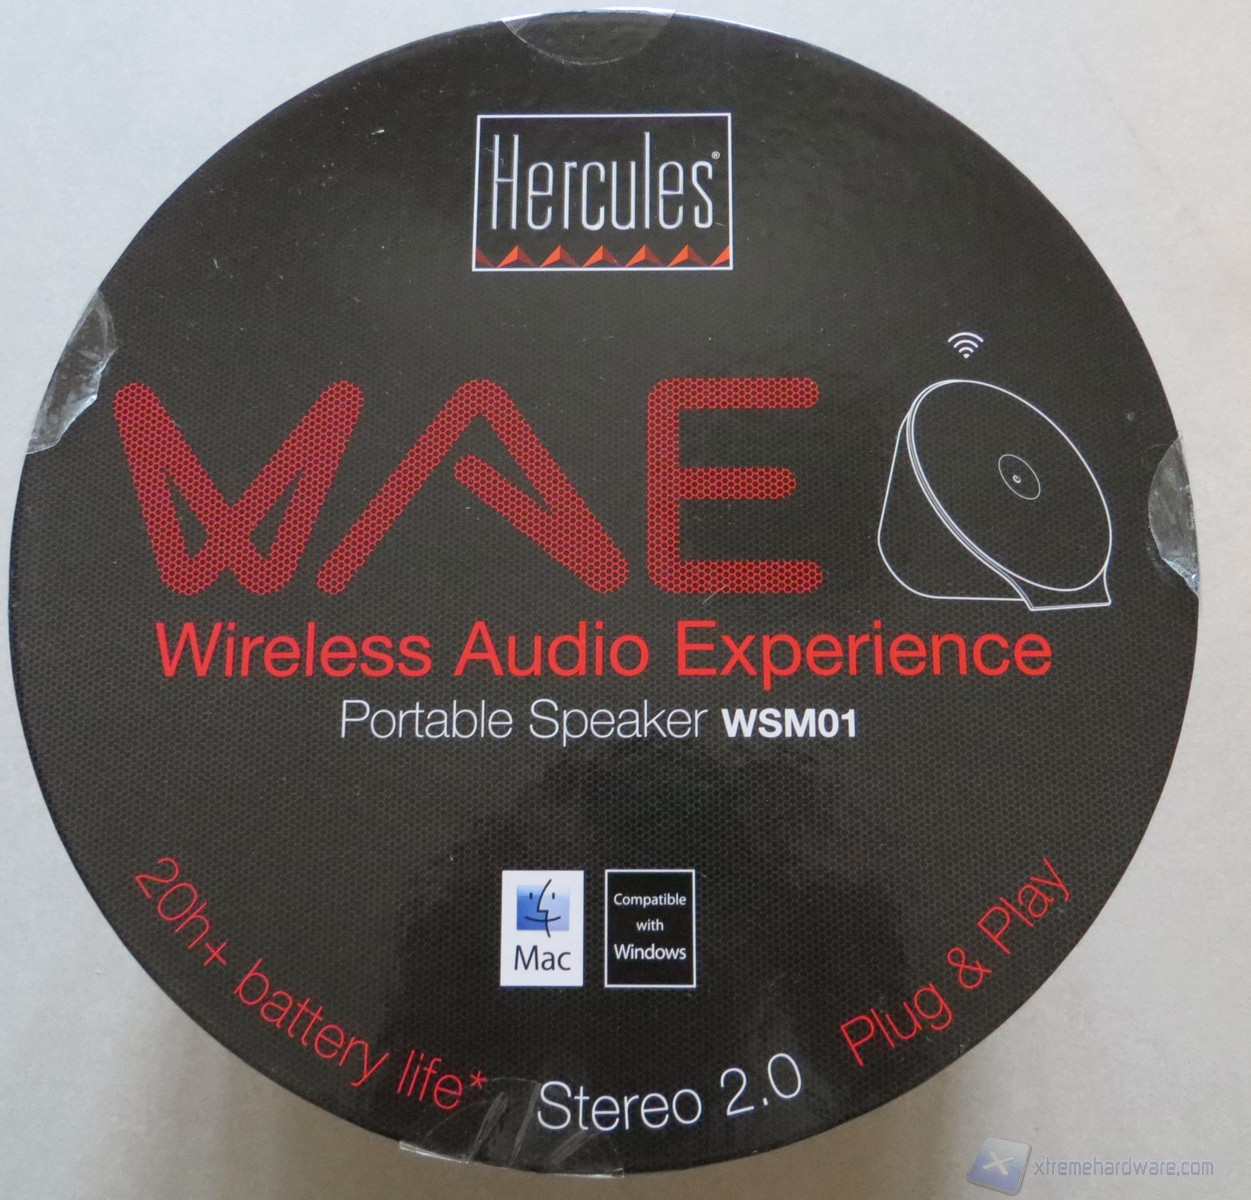 Hercules®
WAE
Wireless Audio Experience
Portable Speaker WSM01
Mac
Compatible
with
Windows
20h+ battery life*
Stereo 2.0
Plug & Play
xtremehardware.com